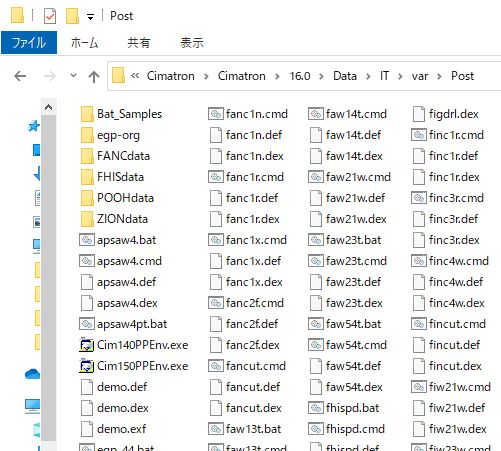 Post
ファイル
ホーム
共有
表示
« Cimatron > Cimatron > 16.0 > Data > IT > var > Post
Bat_Samples
egp-org
FANCdata
FHISdata
POOHdata
ZIONdata
apsaw4.bat
apsaw4.cmd
apsaw4.def
apsaw4.dex
apsaw4pt.bat
Cim140PPEnv.exe
Cim150PPEnv.exe
demo.def
demo.dex
demo.exf
egp_44.bat
fanc1n.cmd
fanc1n.def
fanc1n.dex
fanc1r.cmd
fanc1r.def
fanc1r.dex
fanc1x.cmd
fanc1x.def
fanc1x.dex
fanc2f.cmd
fanc2f.def
fanc2f.dex
fancut.cmd
fancut.def
fancut.dex
faw13t.bat
faw13t.cmd
faw14t.cmd
faw14t.def
faw14t.dex
faw21w.cmd
faw21w.def
faw21w.dex
faw23t.bat
faw23t.cmd
faw23t.def
faw23t.dex
faw54t.bat
faw54t.cmd
faw54t.def
faw54t.dex
fhispd.bat
fhispd.cmd
fhispd.def
figdrl.dex
finc1r.cmd
finc1r.def
finc1r.dex
finc3r.cmd
finc3r.def
finc3r.dex
finc4w.cmd
finc4w.def
finc4w.dex
fincut.cmd
fincut.def
fincut.dex
fiw21w.cmd
fiw21w.def
fiw21w.dex
fiw23w.cmd